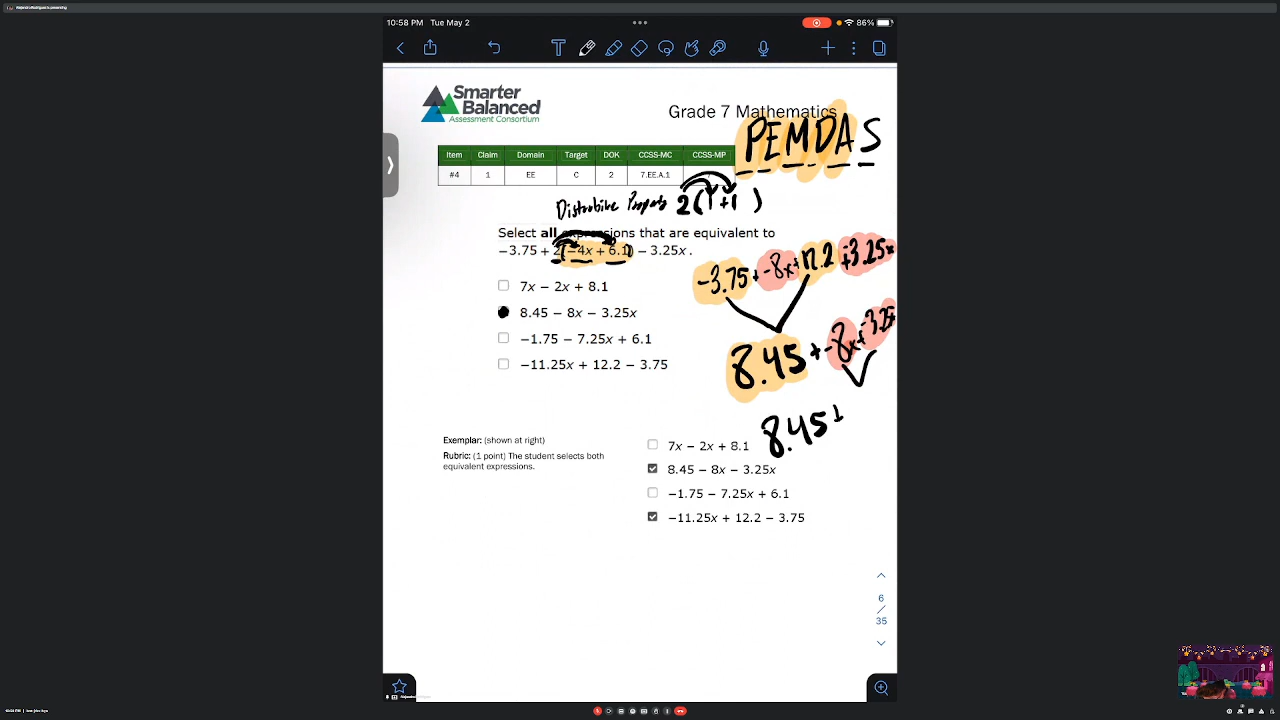 10:58 PM Tue May 2
86%
Smarter
Balanced
Assessment Consortium
Grade 7 Mathematics
PEMDAS
Item Claim Domain Target DOK CCSS-MC CCSS-MP
#4 1 EE C 2 7.EE.A.1
Distributive Property 2(1+1)
Select all expressions that are equivalent to
−3.75 + 2(−4x + 6.1) − 3.25x.
-3.75 + -8x + 12.2 + -3.25x
7x − 2x + 8.1
8.45 − 8x − 3.25x
−1.75 − 7.25x + 6.1
−11.25x + 12.2 − 3.75
8.45 + -8x + -3.25x
8.45 +
Exemplar: (shown at right)
Rubric: (1 point) The student selects both
equivalent expressions.
7x − 2x + 8.1
8.45 − 8x − 3.25x
−1.75 − 7.25x + 6.1
−11.25x + 12.2 − 3.75
6
/
35